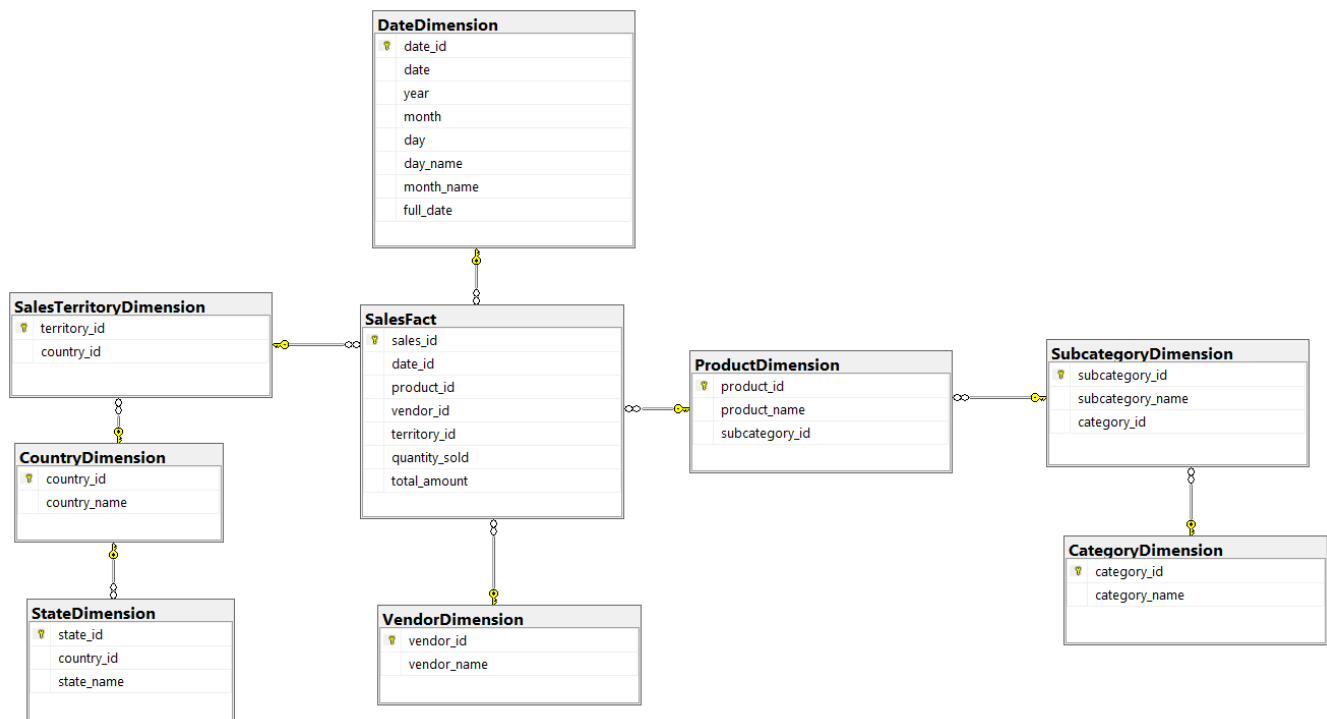 DateDimension
date_id
date
year
month
day
day_name
month_name
full_date
SalesTerritoryDimension
territory_id
country_id
SalesFact
sales_id
date_id
product_id
vendor_id
territory_id
quantity_sold
total_amount
ProductDimension
product_id
product_name
subcategory_id
SubcategoryDimension
subcategory_id
subcategory_name
category_id
CountryDimension
country_id
country_name
CategoryDimension
category_id
category_name
StateDimension
state_id
country_id
state_name
VendorDimension
vendor_id
vendor_name